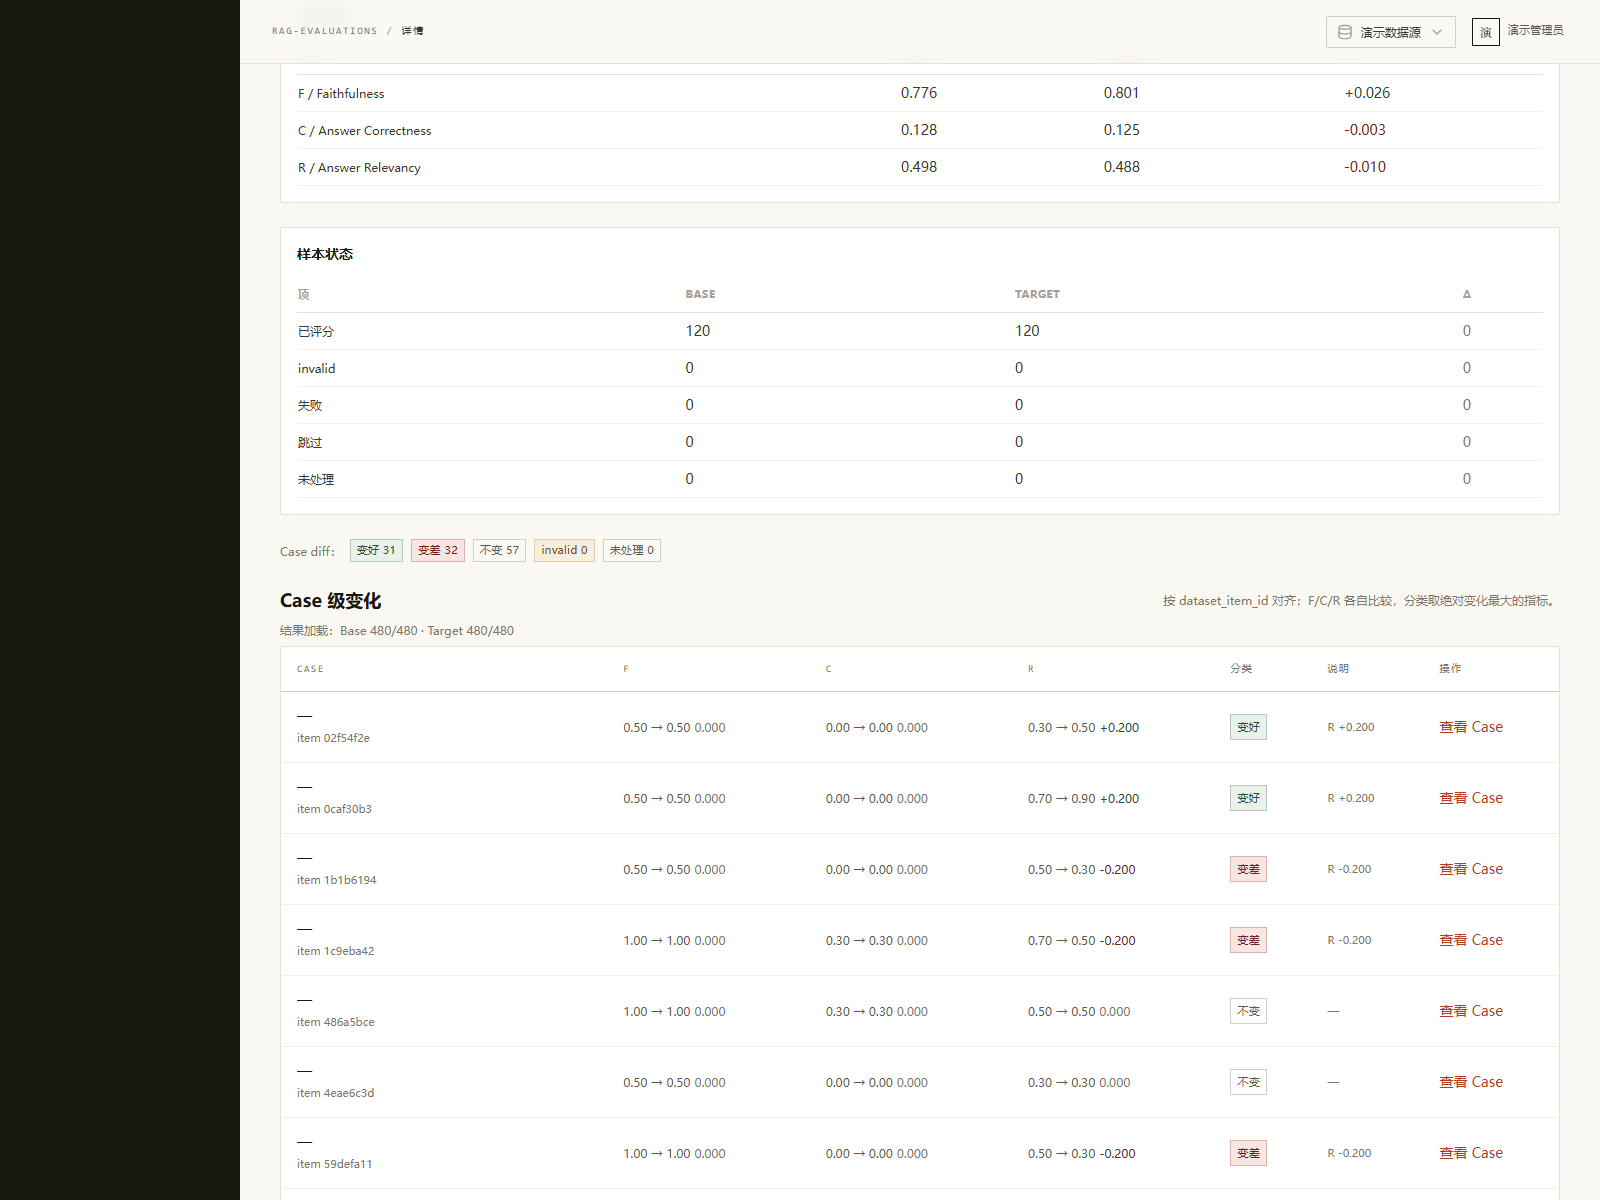 RAG-EVALUATIONS / 详情
演示数据源
演 演示管理员
F / Faithfulness 0.776 0.801 +0.026
C / Answer Correctness 0.128 0.125 -0.003
R / Answer Relevancy 0.498 0.488 -0.010
样本状态
项 BASE TARGET Δ
已评分 120 120 0
invalid 0 0 0
失败 0 0 0
跳过 0 0 0
未处理 0 0 0
Case diff: 变好 31 变差 32 不变 57 invalid 0 未处理 0
Case 级变化
按 dataset_item_id 对齐；F/C/R 各自比较，分类取绝对变化最大的指标。
结果加载：Base 480/480 · Target 480/480
CASE F C R 分类 说明 操作
—
item 02f54f2e 0.50 → 0.50 0.000 0.00 → 0.00 0.000 0.30 → 0.50 +0.200 变好 R +0.200 查看 Case
—
item 0caf30b3 0.50 → 0.50 0.000 0.00 → 0.00 0.000 0.70 → 0.90 +0.200 变好 R +0.200 查看 Case
—
item 1b1b6194 0.50 → 0.50 0.000 0.00 → 0.00 0.000 0.50 → 0.30 -0.200 变差 R -0.200 查看 Case
—
item 1c9eba42 1.00 → 1.00 0.000 0.30 → 0.30 0.000 0.70 → 0.50 -0.200 变差 R -0.200 查看 Case
—
item 486a5bce 1.00 → 1.00 0.000 0.30 → 0.30 0.000 0.50 → 0.50 0.000 不变 — 查看 Case
—
item 4eae6c3d 0.50 → 0.50 0.000 0.00 → 0.00 0.000 0.30 → 0.30 0.000 不变 — 查看 Case
—
item 59defa11 1.00 → 1.00 0.000 0.00 → 0.00 0.000 0.50 → 0.30 -0.200 变差 R -0.200 查看 Case